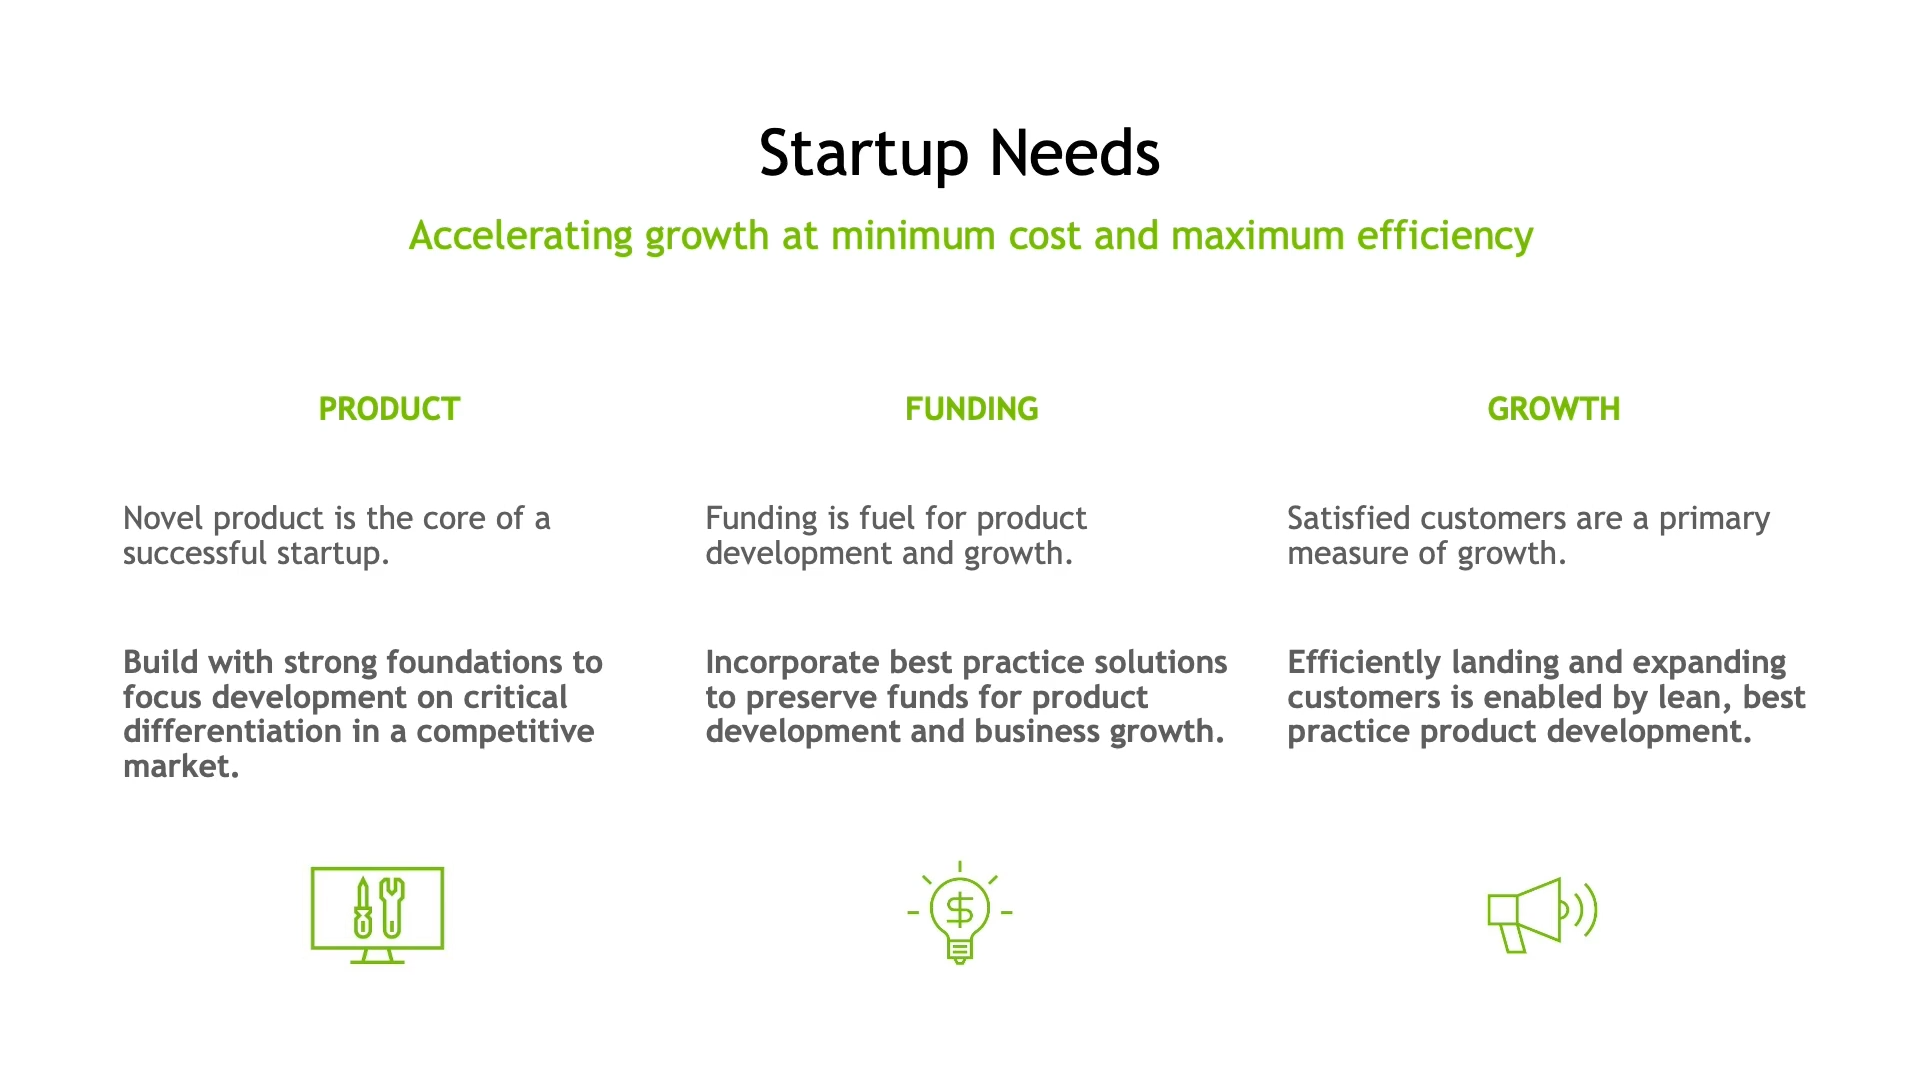 Startup Needs
Accelerating growth at minimum cost and maximum efficiency
PRODUCT
Novel product is the core of a
successful startup.
Build with strong foundations to
focus development on critical
differentiation in a competitive
market.
FUNDING
Funding is fuel for product
development and growth.
Incorporate best practice solutions
to preserve funds for product
development and business growth.
$
GROWTH
Satisfied customers are a primary
measure of growth.
Efficiently landing and expanding
customers is enabled by lean, best
practice product development.